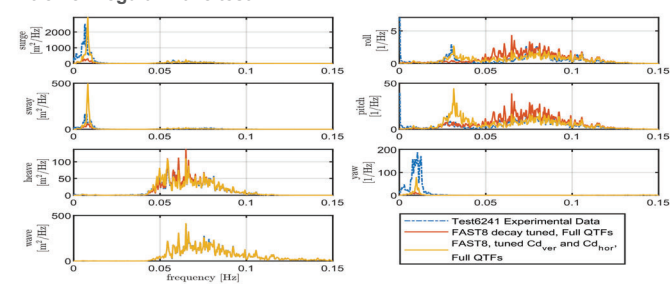 surge
[m²/Hz]
2000
1000
0
0 0.05 0.1 0.15
sway
[m²/Hz]
500
0
0 0.05 0.1 0.15
heave
[m²/Hz]
100
50
0
0 0.05 0.1 0.15
wave
[m²/Hz]
500
0
0 0.05 0.1 0.15
frequency [Hz]
roll
[1/Hz]
5
0
0 0.05 0.1 0.15
pitch
[1/Hz]
50
0
0 0.05 0.1 0.15
yaw
[1/Hz]
200
100
0
0 0.05 0.1 0.15
Test6241 Experimental Data
FAST8 decay tuned, Full QTFs
FAST8, tuned Cd_ver and Cd_hor,
Full QTFs